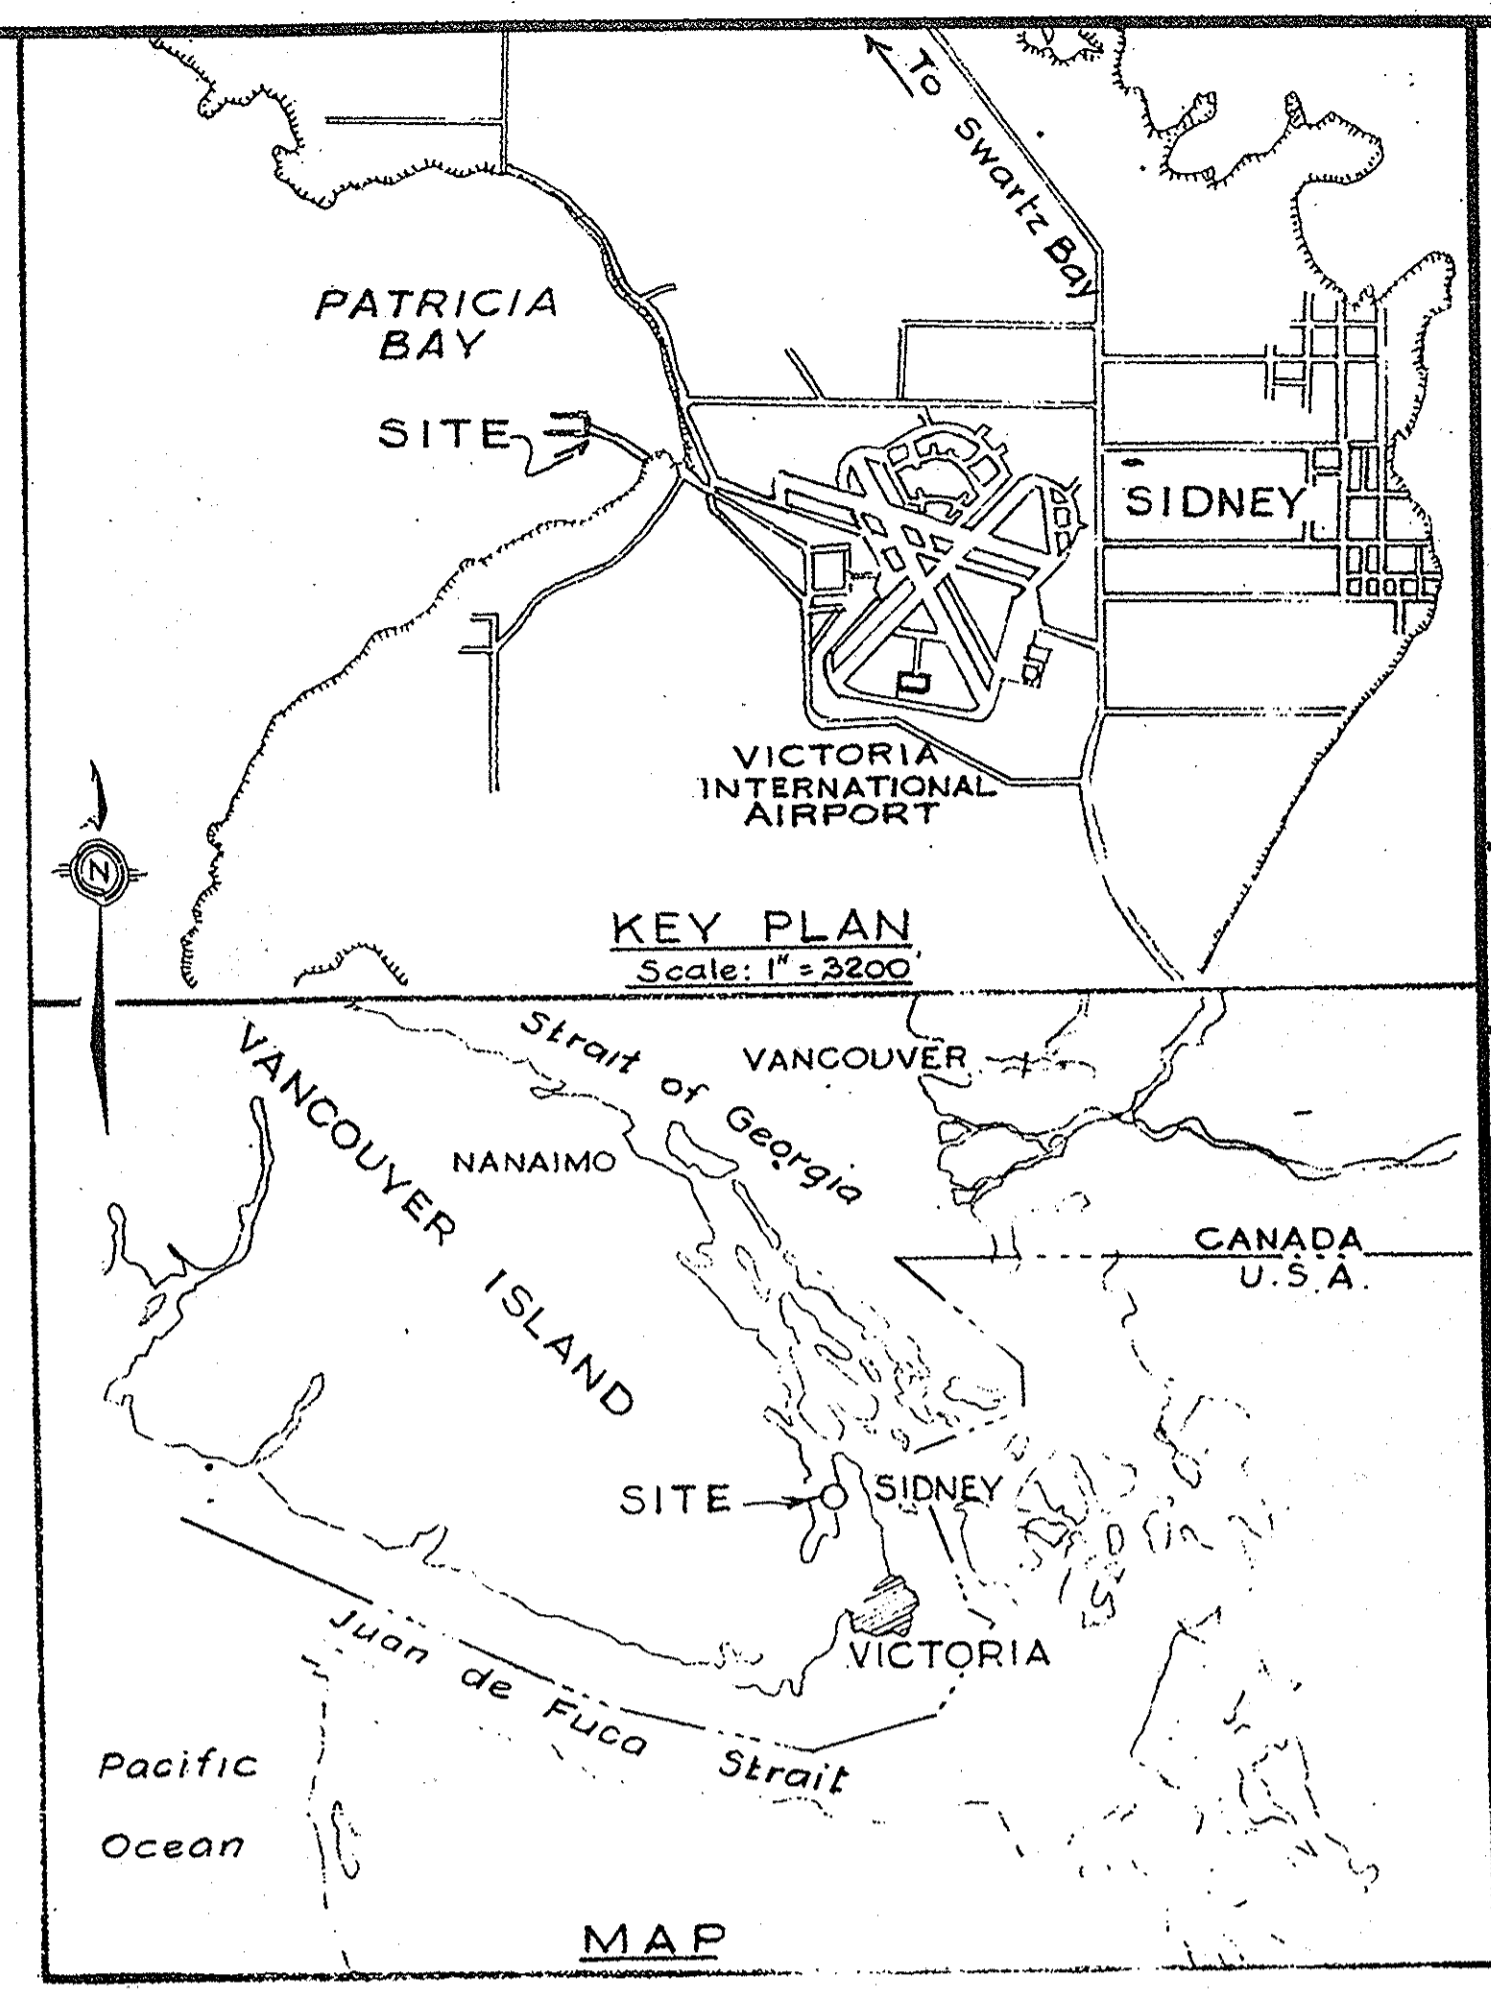 To Swartz Bay
PATRICIA
BAY
SITE
SIDNEY
VICTORIA
INTERNATIONAL
AIRPORT
N
KEY PLAN
Scale: 1" = 3200'
Strait of Georgia
VANCOUVER
VANCOUVER ISLAND
NANAIMO
CANADA
U.S.A.
SITE
SIDNEY
VICTORIA
Juan de Fuca Strait
Pacific
Ocean
MAP